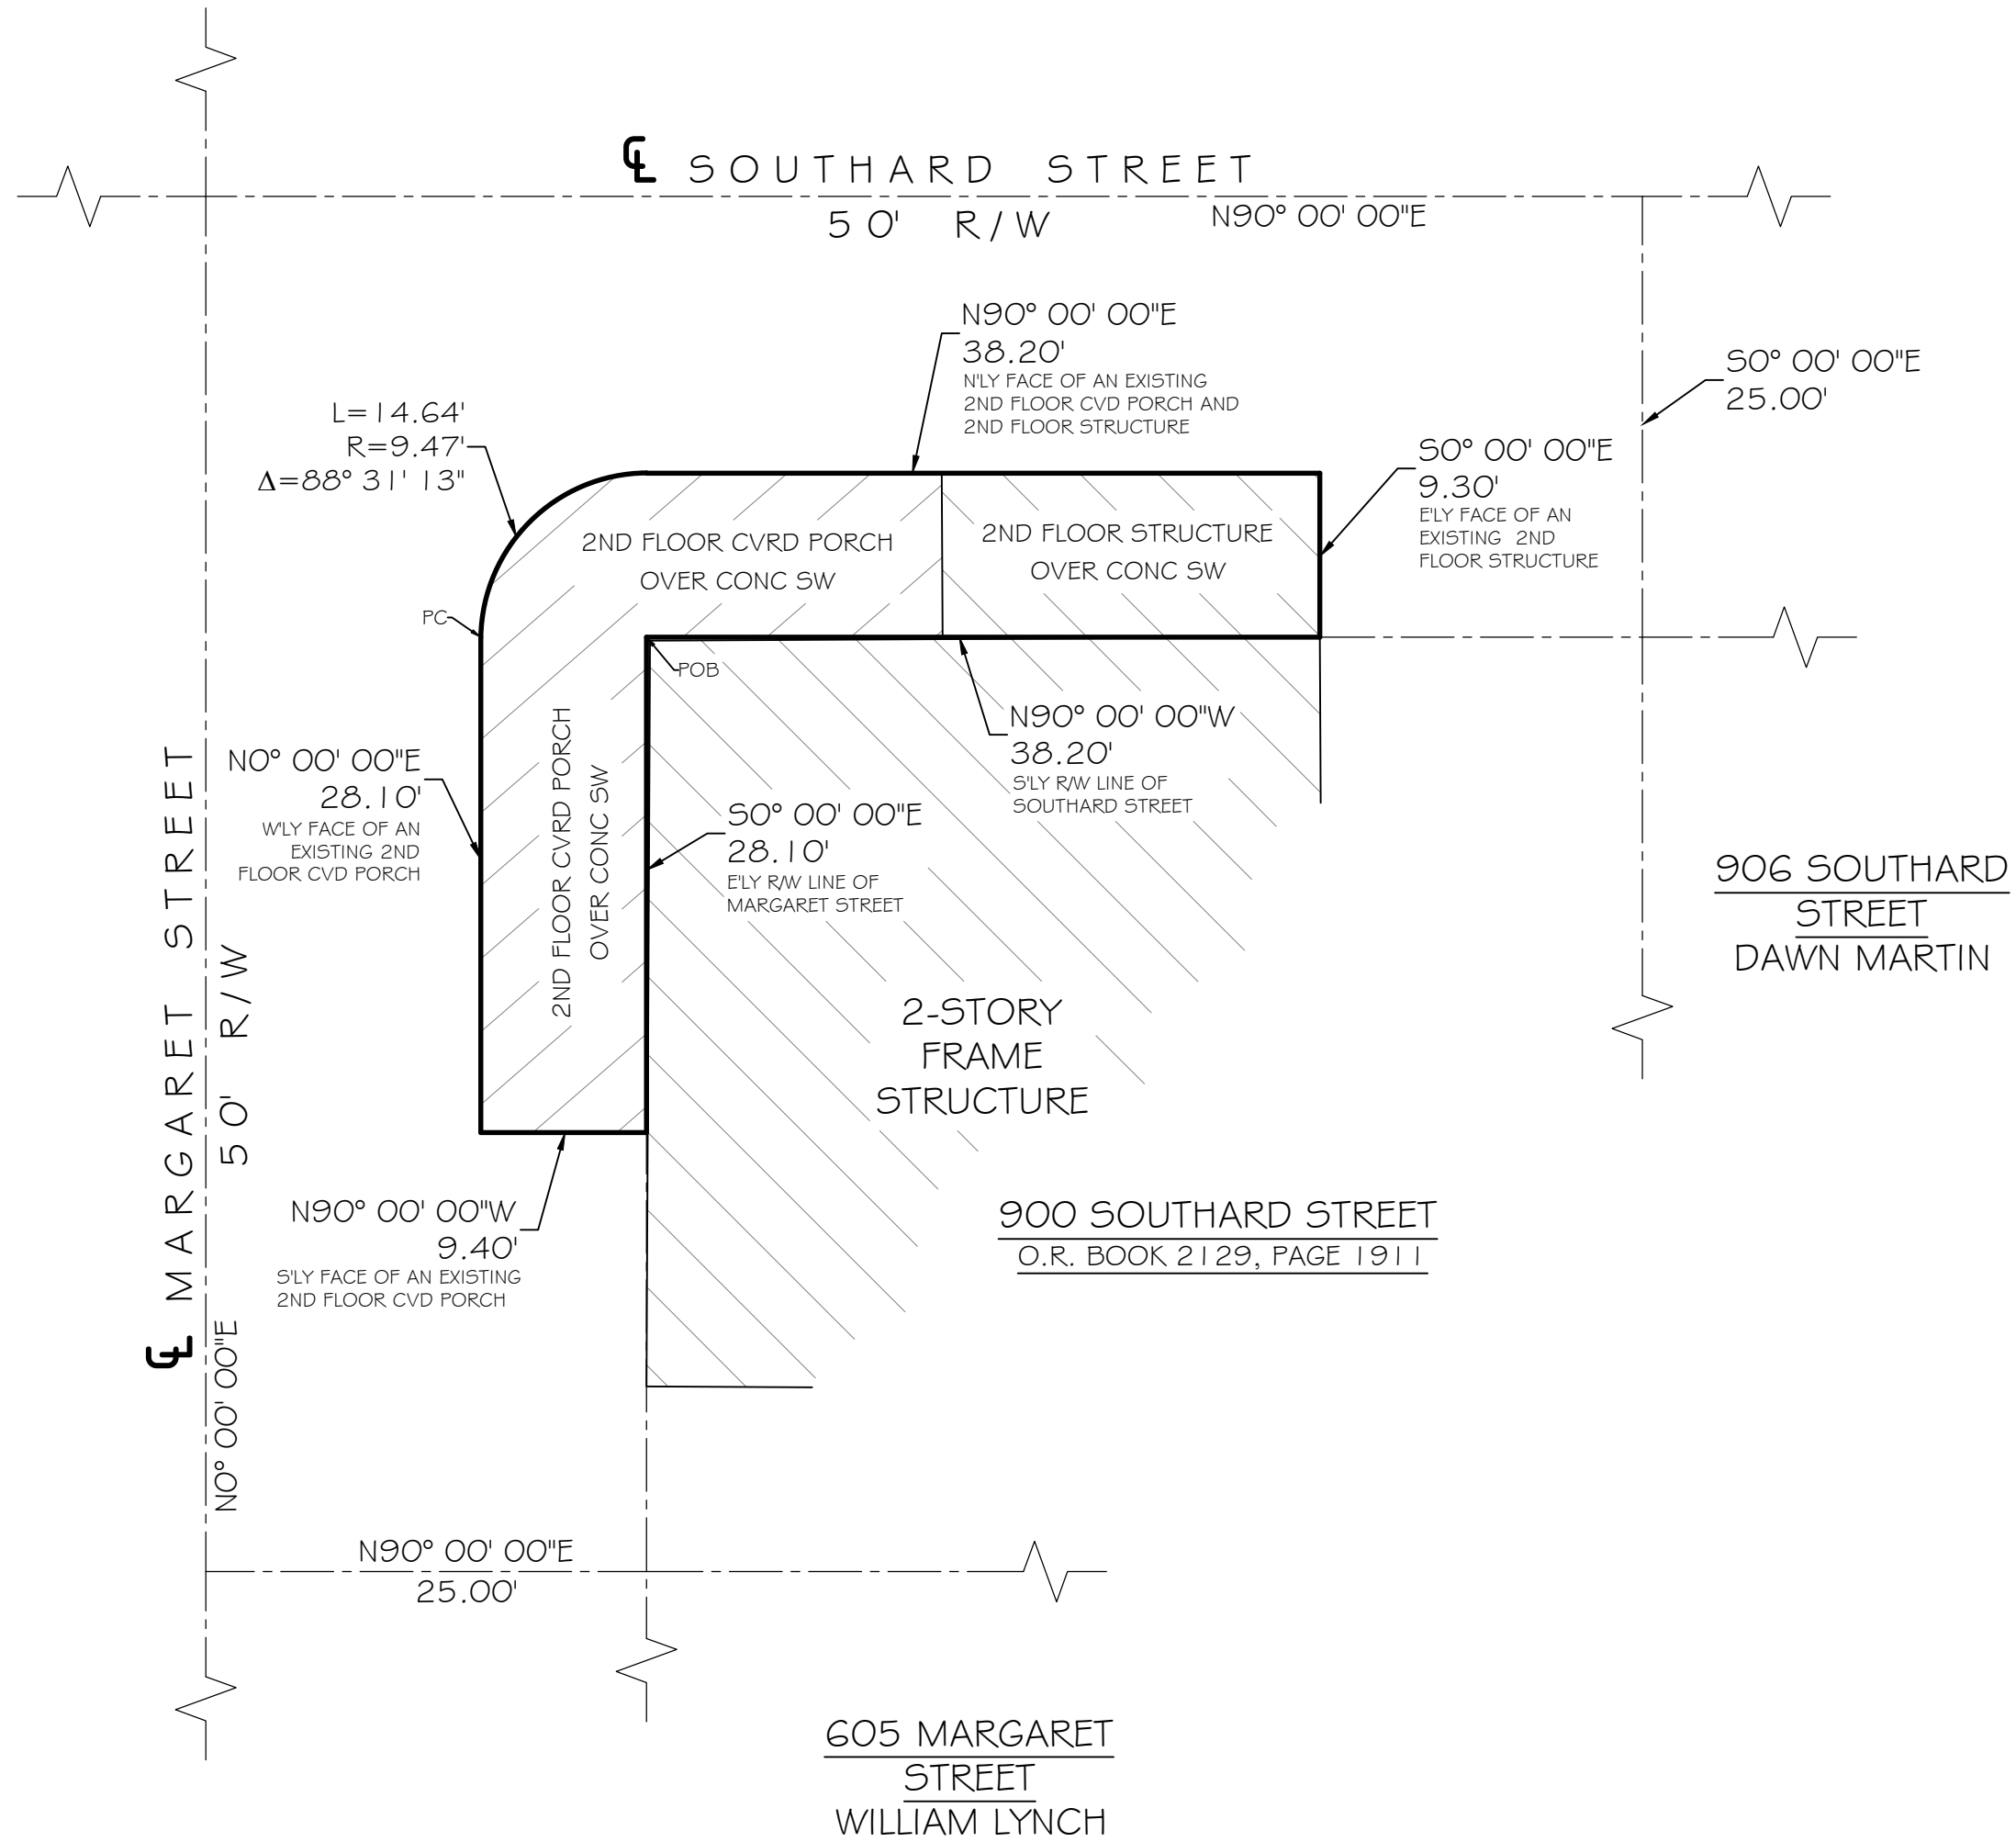 ℄ SOUTHARD STREET
50' R/W
N90° 00' 00"E
N90° 00' 00"E
38.20'
N'LY FACE OF AN EXISTING
2ND FLOOR CVD PORCH AND
2ND FLOOR STRUCTURE
S0° 00' 00"E
25.00'
L=14.64'
R=9.47'
Δ=88° 31' 13"
S0° 00' 00"E
9.30'
E'LY FACE OF AN
EXISTING 2ND
FLOOR STRUCTURE
2ND FLOOR CVRD PORCH
OVER CONC SW
2ND FLOOR STRUCTURE
OVER CONC SW
PC
POB
N90° 00' 00"W
38.20'
S'LY R/W LINE OF
SOUTHARD STREET
N0° 00' 00"E
28.10'
W'LY FACE OF AN
EXISTING 2ND
FLOOR CVD PORCH
2ND FLOOR CVRD PORCH
OVER CONC SW
S0° 00' 00"E
28.10'
E'LY R/W LINE OF
MARGARET STREET
℄ MARGARET STREET
50' R/W
N0° 00' 00"E
906 SOUTHARD
STREET
DAWN MARTIN
2-STORY
FRAME
STRUCTURE
N90° 00' 00"W
9.40'
S'LY FACE OF AN EXISTING
2ND FLOOR CVD PORCH
900 SOUTHARD STREET
O.R. BOOK 2129, PAGE 1911
N90° 00' 00"E
25.00'
605 MARGARET
STREET
WILLIAM LYNCH